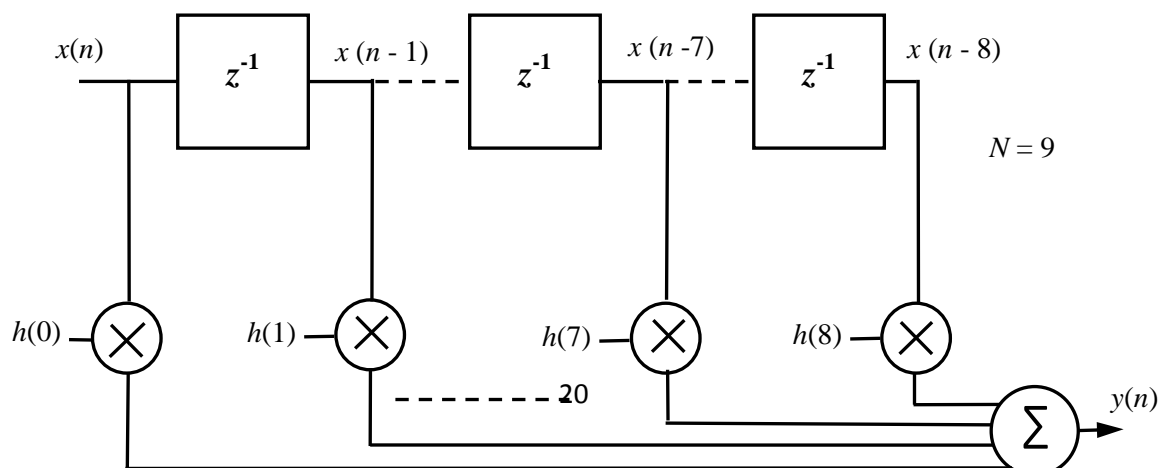 x(n)
z-1
x (n - 1)
z-1
x (n -7)
z-1
x (n - 8)
N = 9
h(0)
h(1)
h(7)
h(8)
20
Σ
y(n)